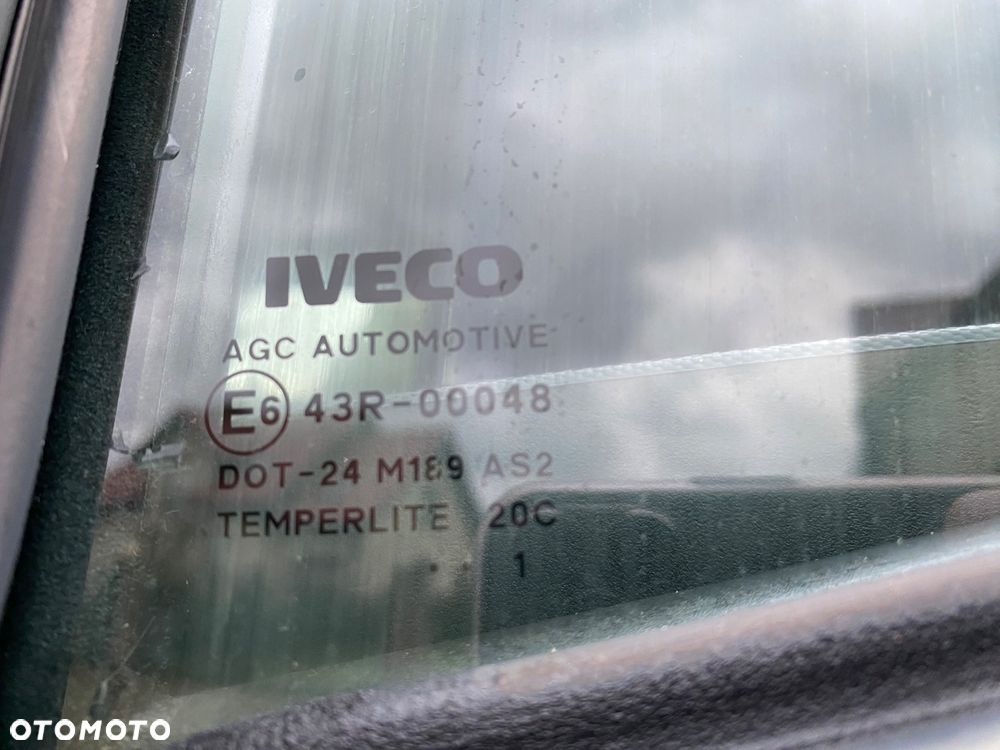 IVECO
AGC AUTOMOTIVE
E6 43R-00048
DOT-24 M189 AS2
TEMPERLITE 20C
1
OTOMOTO